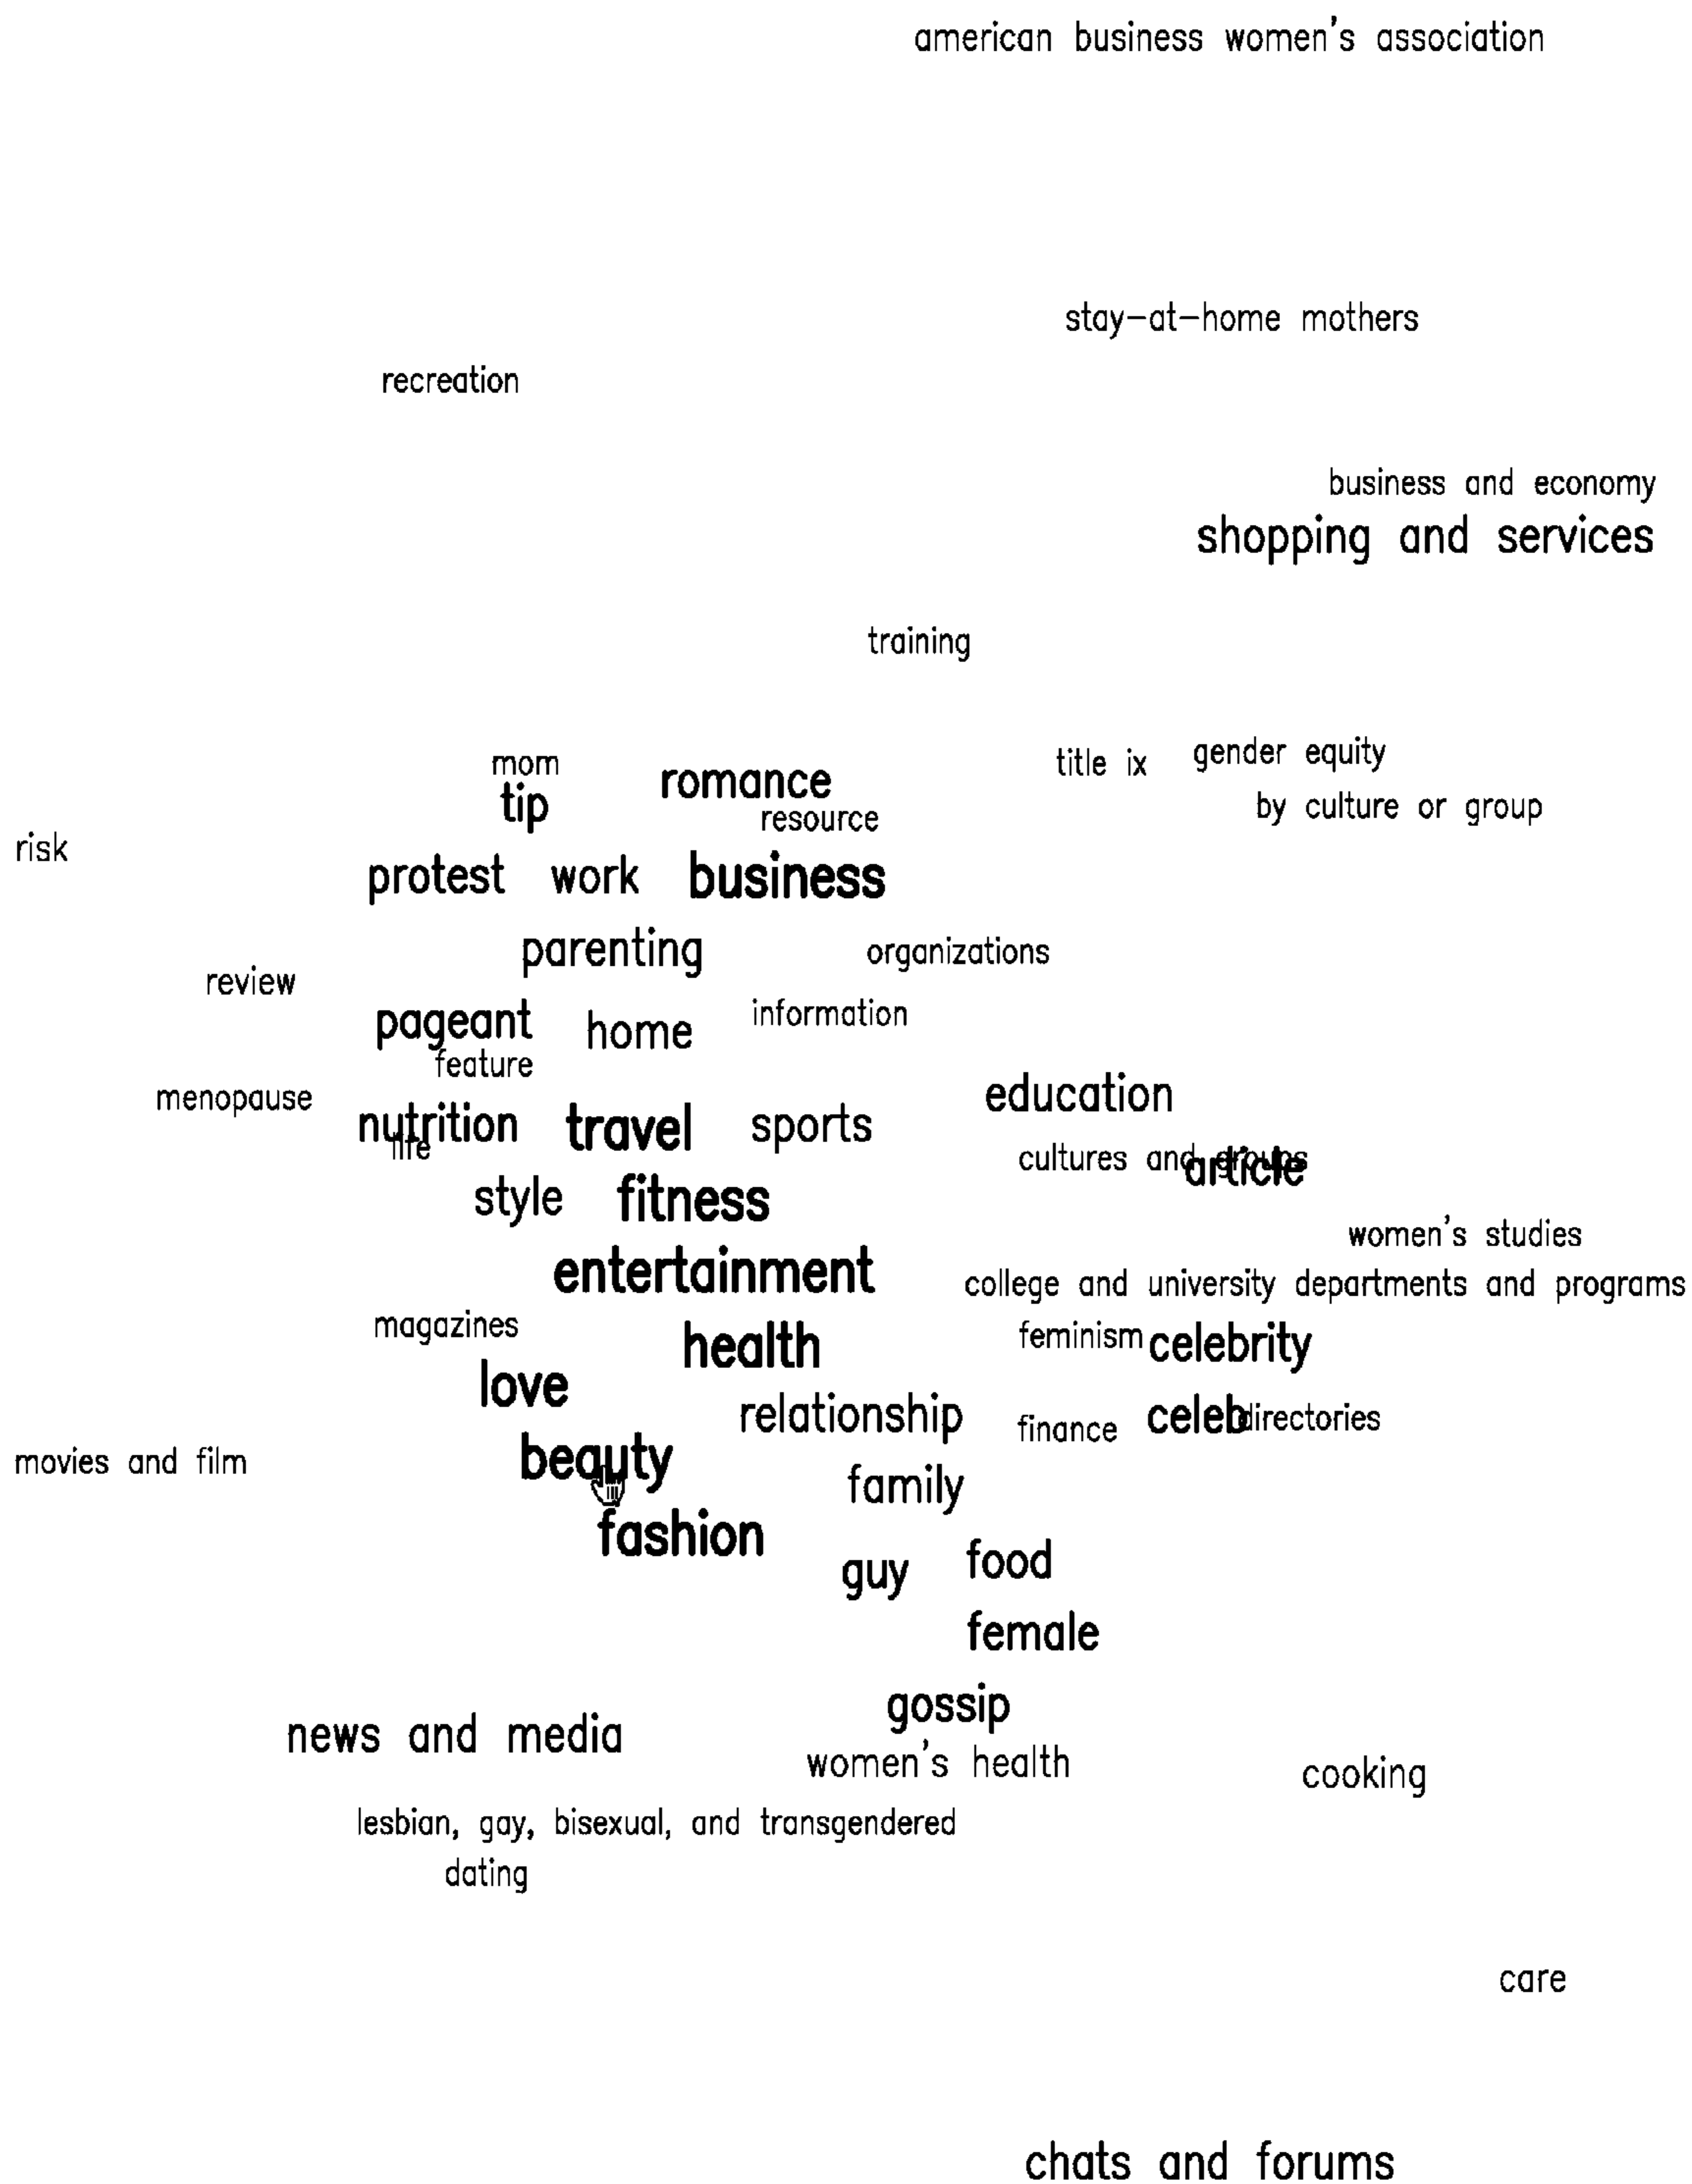 american business women's association
stay-at-home mothers
recreation
business and economy
shopping and services
training
mom
romance
title ix
gender equity
tip
resource
by culture or group
risk
protest work business
parenting
organizations
review
pageant
home
information
feature
menopause
nutrition
travel
sports
education
life
cultures and groups
article
style
fitness
women's studies
entertainment
college and university departments and programs
magazines
health
feminism
celebrity
love
relationship
finance
celeb
directories
movies and film
beauty
family
fashion
guy
food
female
gossip
news and media
women's health
cooking
lesbian, gay, bisexual, and transgendered
dating
care
chats and forums